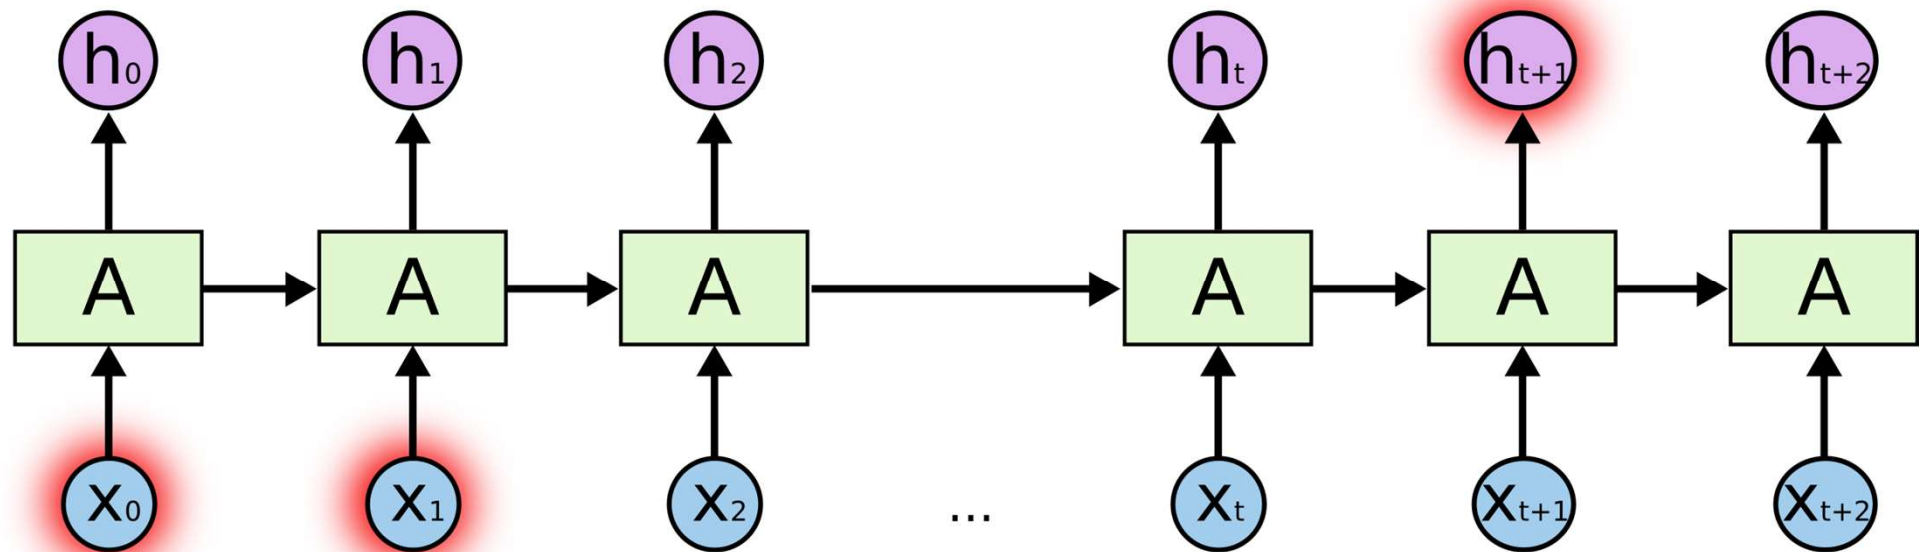 h0 h1 h2 ht ht+1 ht+2
A A A A A A
x0 x1 x2 ... xt xt+1 xt+2